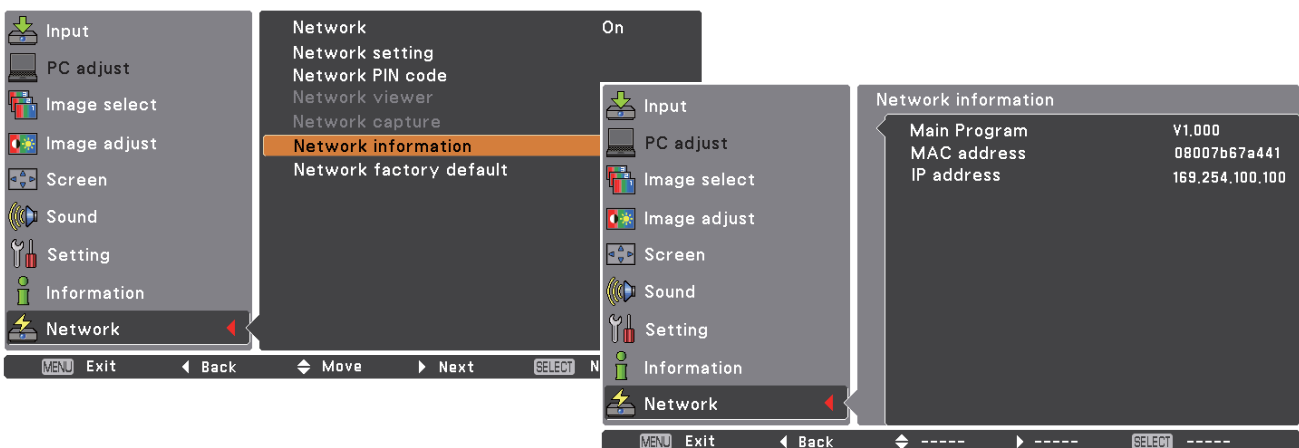 Input
PC adjust
Image select
Image adjust
Screen
Sound
Setting
Information
Network
Network On
Network setting
Network PIN code
Network viewer
Network capture
Network information
Network factory default
MENU Exit Back Move Next SELECT N
Input
PC adjust
Image select
Image adjust
Screen
Sound
Setting
Information
Network
Network information
Main Program V1.000
MAC address 08007b67a441
IP address 169.254.100.100
MENU Exit Back ----- ----- SELECT -----